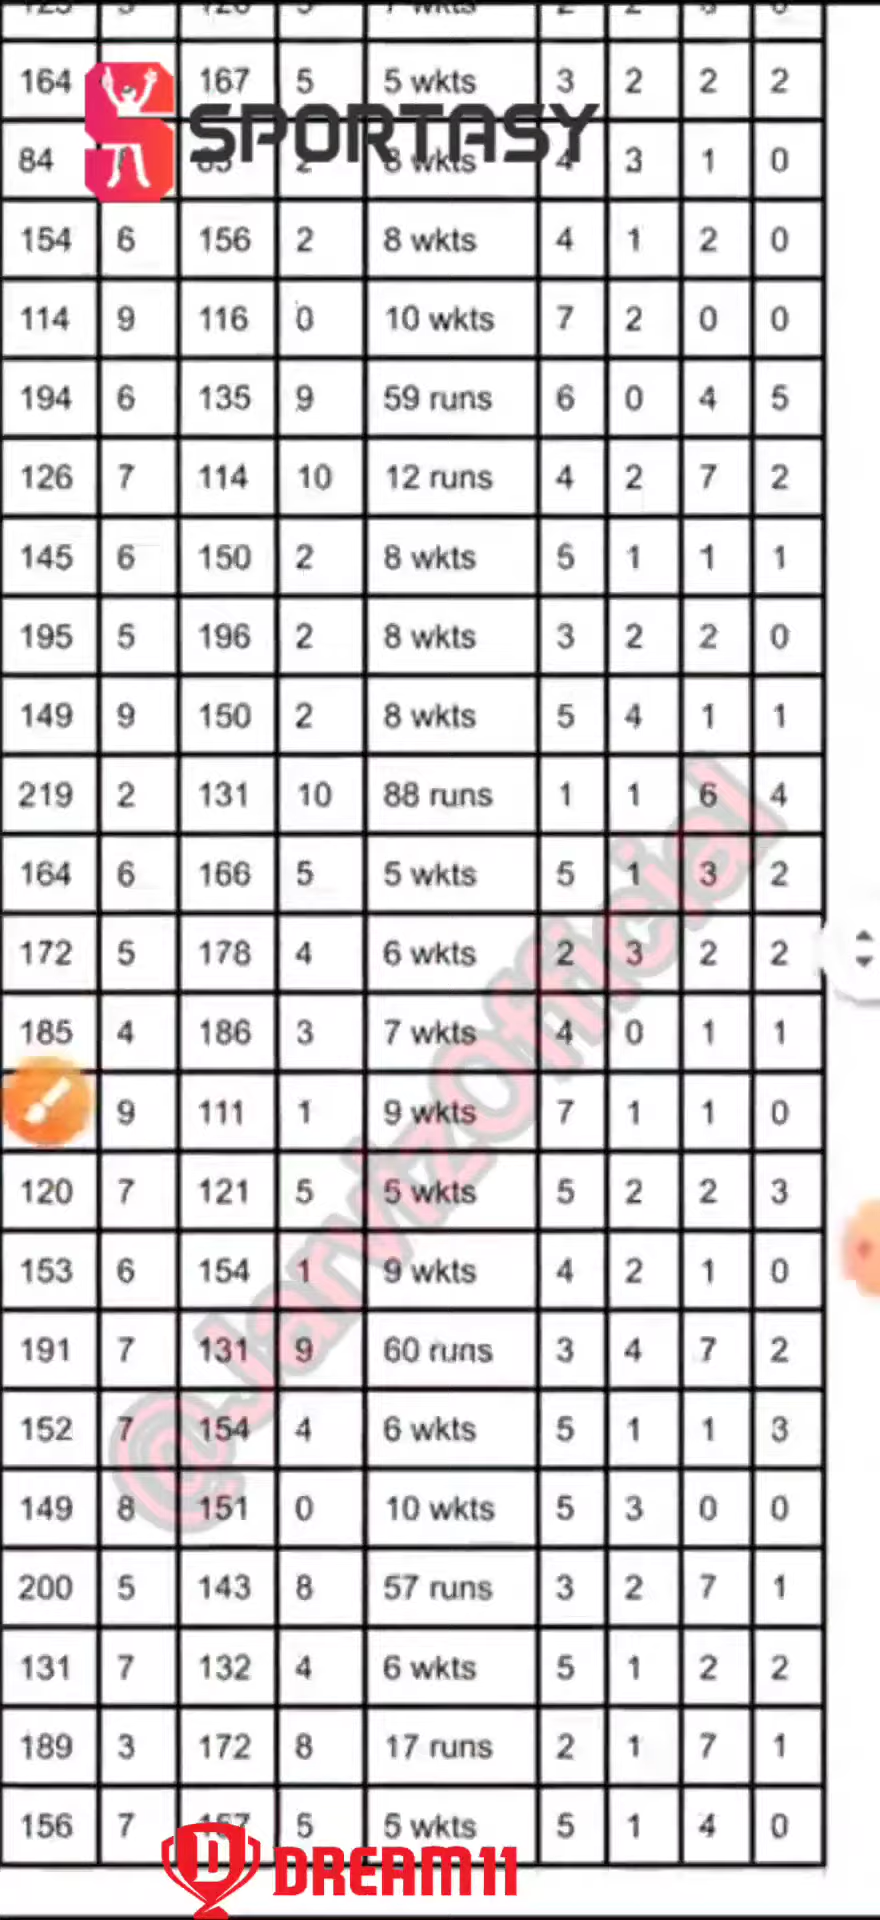 164 167 5 5 wkts 3 2 2 2
SPORTASY
84 2 8 wkts 4 3 1 0
154 6 156 2 8 wkts 4 1 2 0
114 9 116 0 10 wkts 7 2 0 0
194 6 135 9 59 runs 6 0 4 5
126 7 114 10 12 runs 4 2 7 2
145 6 150 2 8 wkts 5 1 1 1
195 5 196 2 8 wkts 3 2 2 0
149 9 150 2 8 wkts 5 4 1 1
219 2 131 10 88 runs 1 1 6 4
164 6 166 5 5 wkts 5 1 3 2
172 5 178 4 6 wkts 2 3 2 2
185 4 186 3 7 wkts 4 0 1 1
9 111 1 9 wkts 7 1 1 0
120 7 121 5 5 wkts 5 2 2 3
153 6 154 1 9 wkts 4 2 1 0
191 7 131 9 60 runs 3 4 7 2
152 7 154 4 6 wkts 5 1 1 3
149 8 151 0 10 wkts 5 3 0 0
200 5 143 8 57 runs 3 2 7 1
131 7 132 4 6 wkts 5 1 2 2
189 3 172 8 17 runs 2 1 7 1
156 7 157 5 5 wkts 5 1 4 0
@JarvizOfficial
D DREAM11